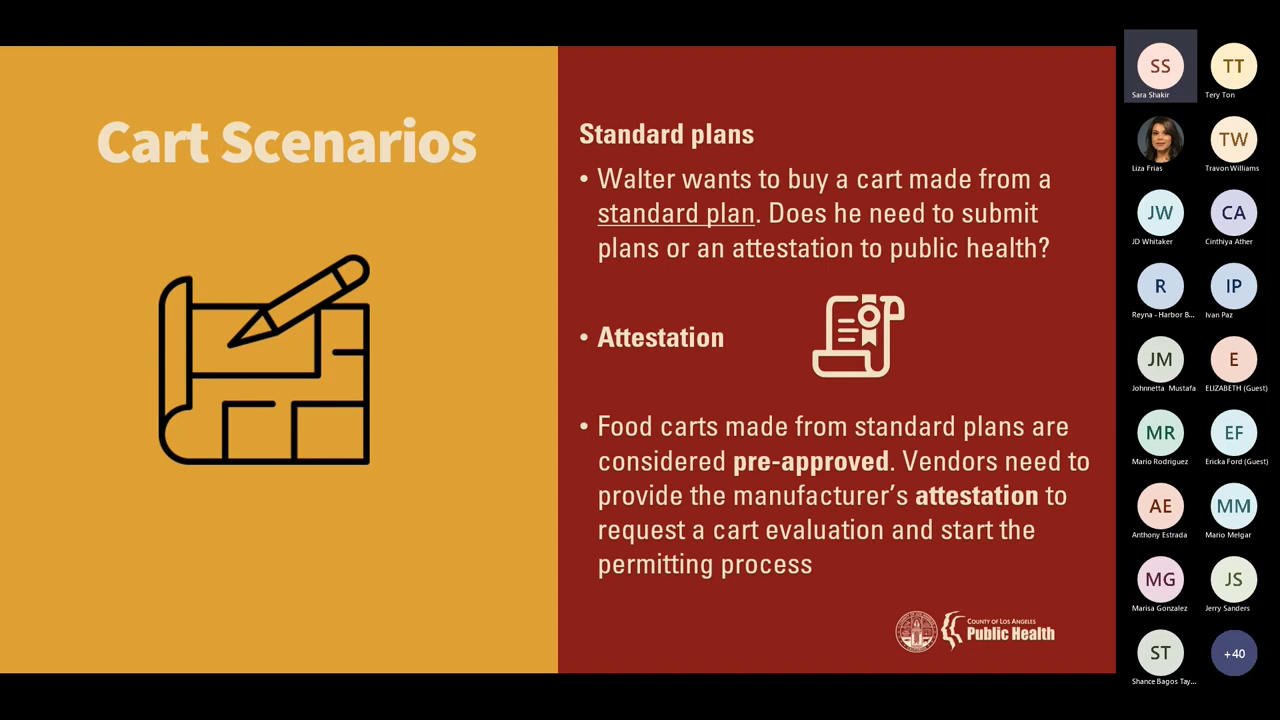 Cart Scenarios
Standard plans
• Walter wants to buy a cart made from a
standard plan. Does he need to submit
plans or an attestation to public health?
• Attestation
• Food carts made from standard plans are
considered pre-approved. Vendors need to
provide the manufacturer’s attestation to
request a cart evaluation and start the
permitting process
County of Los Angeles
Public Health
SS
Sara Shakir
TT
Tery Ton
Liza Frias
TW
Travon Williams
JW
JD Whitaker
CA
Cinthiya Ather
R
Reyna - Harbor B...
IP
Ivan Paz
JM
Johnnetta Mustafa
E
ELIZABETH (Guest)
MR
Mario Rodriguez
EF
Ericka Ford (Guest)
AE
Anthony Estrada
MM
Mario Melgar
MG
Marisa Gonzalez
JS
Jerry Sanders
ST
Shance Bagos Tay...
+40